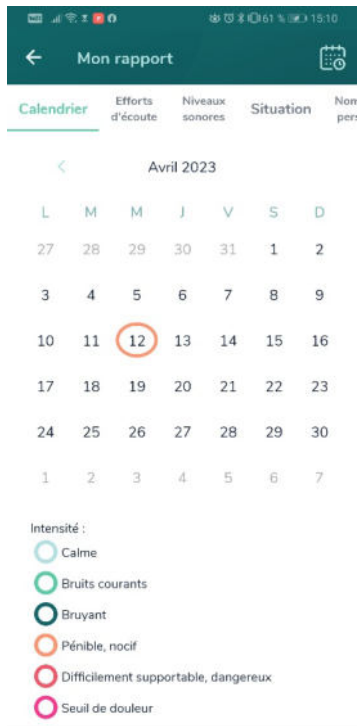 61 % 15:10
Mon rapport
Calendrier Efforts d'écoute Niveaux sonores Situation Nom pers
Avril 2023
L M M J V S D
27 28 29 30 31 1 2
3 4 5 6 7 8 9
10 11 12 13 14 15 16
17 18 19 20 21 22 23
24 25 26 27 28 29 30
1 2 3 4 5 6 7
Intensité :
Calme
Bruits courants
Bruyant
Pénible, nocif
Difficilement supportable, dangereux
Seuil de douleur